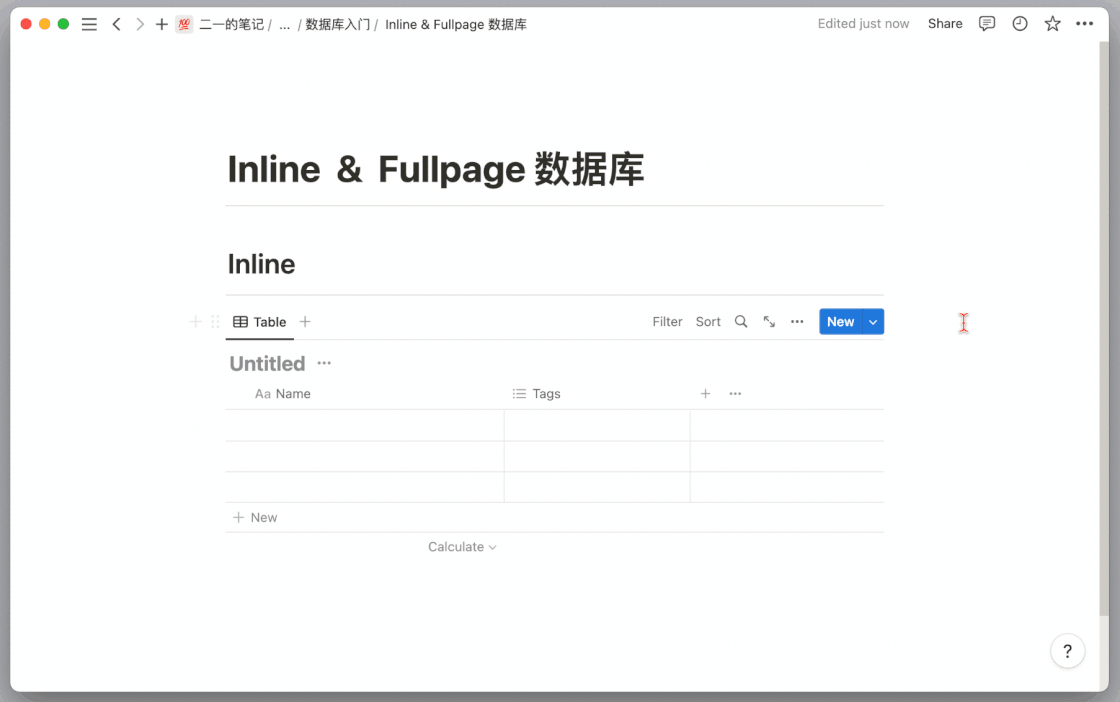 二一的笔记 / ... / 数据库入门 / Inline & Fullpage 数据库
Edited just now Share
Inline & Fullpage 数据库
Inline
Table Filter Sort New
Untitled
Aa Name Tags
New
Calculate
?